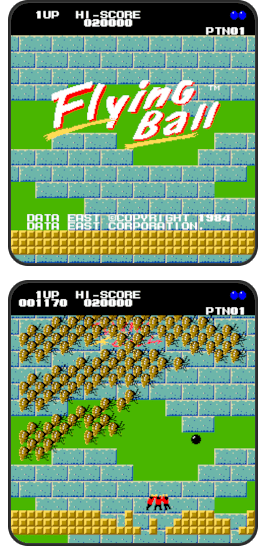 1UP HI-SCORE
020000
PTN01
Flying ™
Ball
DATA EAST ©COPYRIGHT 1984
DATA EAST CORPORATION.
1UP HI-SCORE
001170 020000
PTN01